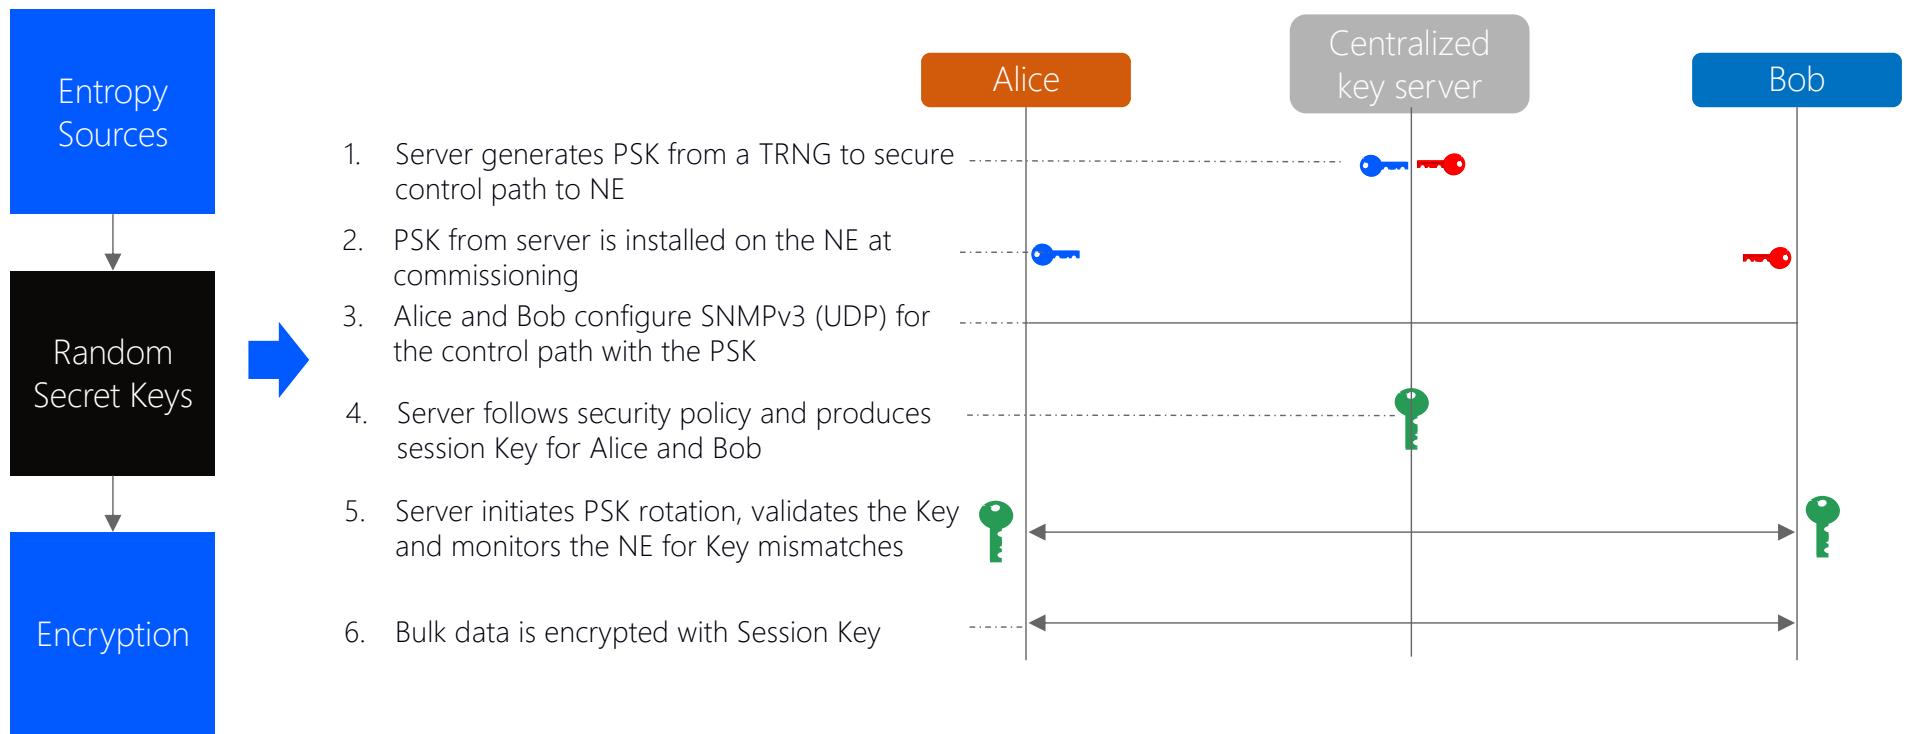 Entropy
Sources
Random
Secret Keys
Encryption
Alice
Centralized
key server
Bob
1. Server generates PSK from a TRNG to secure
control path to NE
2. PSK from server is installed on the NE at
commissioning
3. Alice and Bob configure SNMPv3 (UDP) for
the control path with the PSK
4. Server follows security policy and produces
session Key for Alice and Bob
5. Server initiates PSK rotation, validates the Key
and monitors the NE for Key mismatches
6. Bulk data is encrypted with Session Key